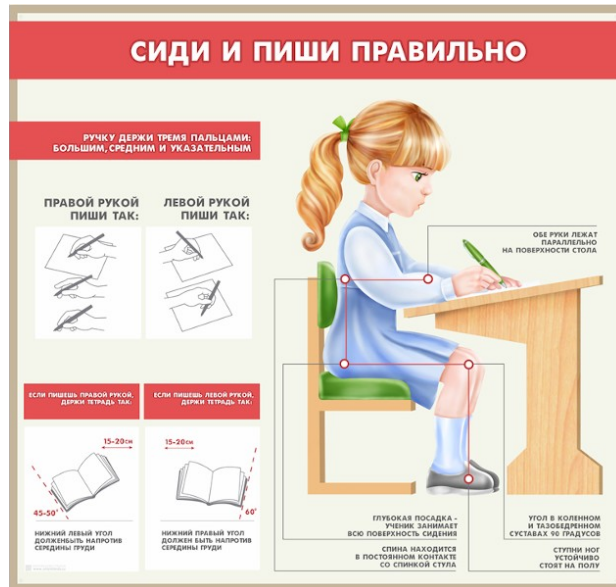 СИДИ И ПИШИ ПРАВИЛЬНО
РУЧКУ ДЕРЖИ ТРЕМЯ ПАЛЬЦАМИ:
БОЛЬШИМ, СРЕДНИМ И УКАЗАТЕЛЬНЫМ
ПРАВОЙ РУКОЙ
ПИШИ ТАК:
ЛЕВОЙ РУКОЙ
ПИШИ ТАК:
ОБЕ РУКИ ЛЕЖАТ
ПАРАЛЛЕЛЬНО
НА ПОВЕРХНОСТИ СТОЛА
ЕСЛИ ПИШЕШЬ ПРАВОЙ РУКОЙ,
ДЕРЖИ ТЕТРАДЬ ТАК:
15-20СМ
45-50°
НИЖНИЙ ЛЕВЫЙ УГОЛ
ДОЛЖЕНБЫТЬ НАПРОТИВ
СЕРЕДИНЫ ГРУДИ
ЕСЛИ ПИШЕШЬ ЛЕВОЙ РУКОЙ,
ДЕРЖИ ТЕТРАДЬ ТАК:
15-20СМ
60°
НИЖНИЙ ПРАВЫЙ УГОЛ
ДОЛЖЕН БЫТЬ НАПРОТИВ
СЕРЕДИНЫ ГРУДИ
ГЛУБОКАЯ ПОСАДКА -
УЧЕНИК ЗАНИМАЕТ
ВСЮ ПОВЕРХНОСТЬ СИДЕНИЯ
СПИНА НАХОДИТСЯ
В ПОСТОЯННОМ КОНТАКТЕ
СО СПИНКОЙ СТУЛА
УГОЛ В КОЛЕННОМ
И ТАЗОБЕДРЕННОМ
СУСТАВАХ 90 ГРАДУСОВ
СТУПНИ НОГ
УСТОЙЧИВО
СТОЯТ НА ПОЛУ